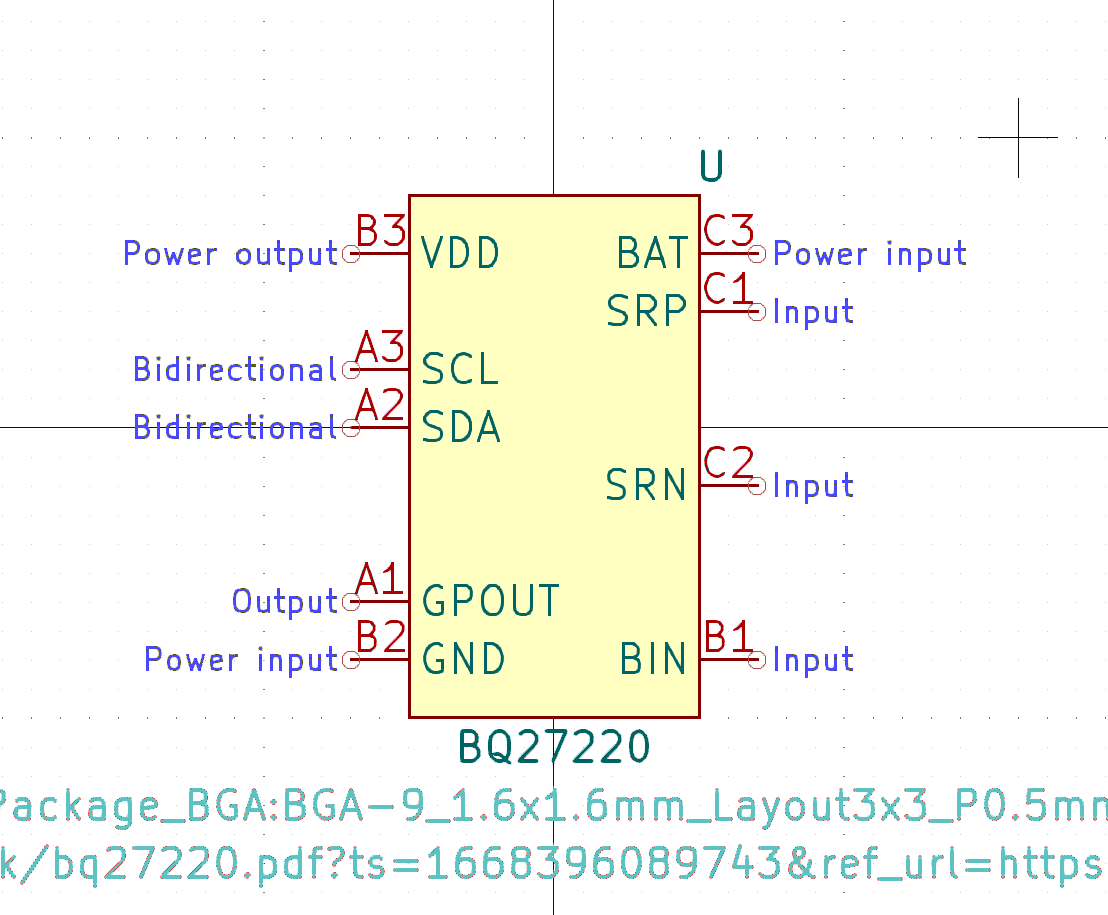 U
Power output B3 VDD BAT C3 Power input
SRP C1 Input
Bidirectional A3 SCL
Bidirectional A2 SDA
SRN C2 Input
Output A1 GPOUT
Power input B2 GND BIN B1 Input
BQ27220
Package_BGA:BGA-9_1.6x1.6mm_Layout3x3_P0.5mm
k/bq27220.pdf?ts=1668396089743&ref_url=https